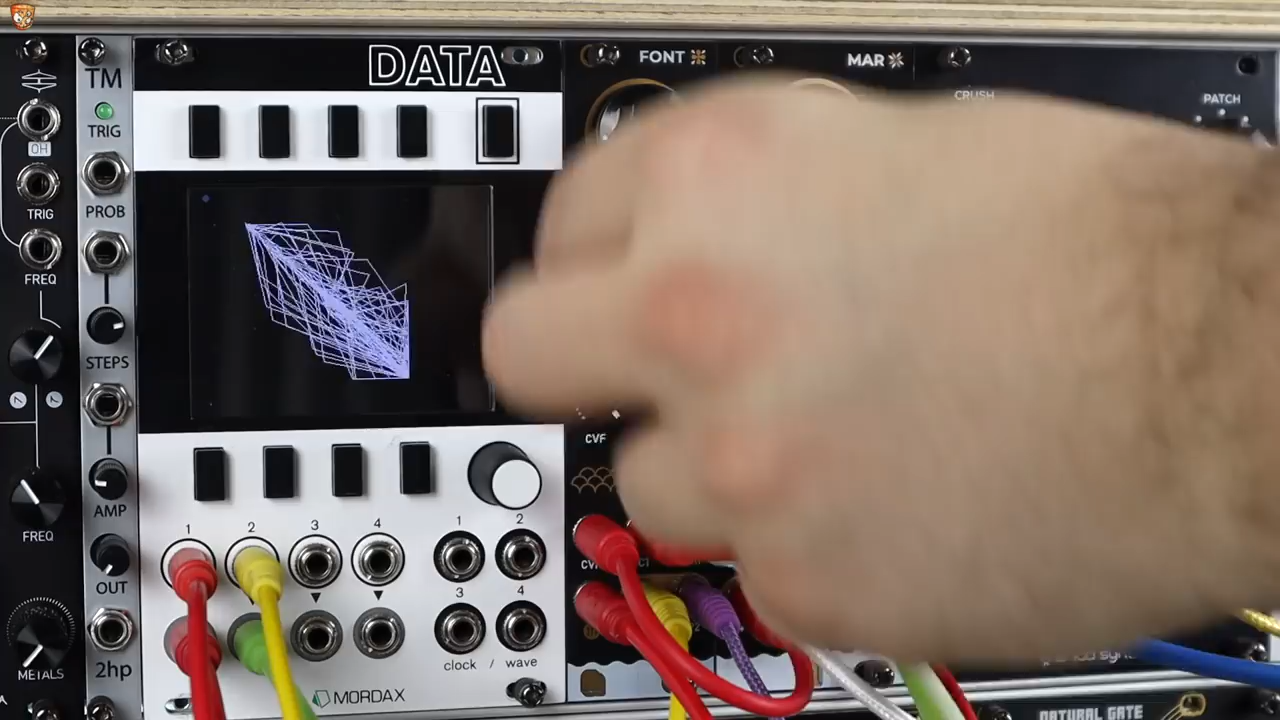 TM
TRIG
PROB
STEPS
AMP
OUT
2hp
OH
TRIG
FREQ
FREQ
METALS
DATA
1
2
3
4
1
2
3
4
clock / wave
MORDAX
FONT
MAR
CRUSH
PATCH
CVF
NATURAL GATE